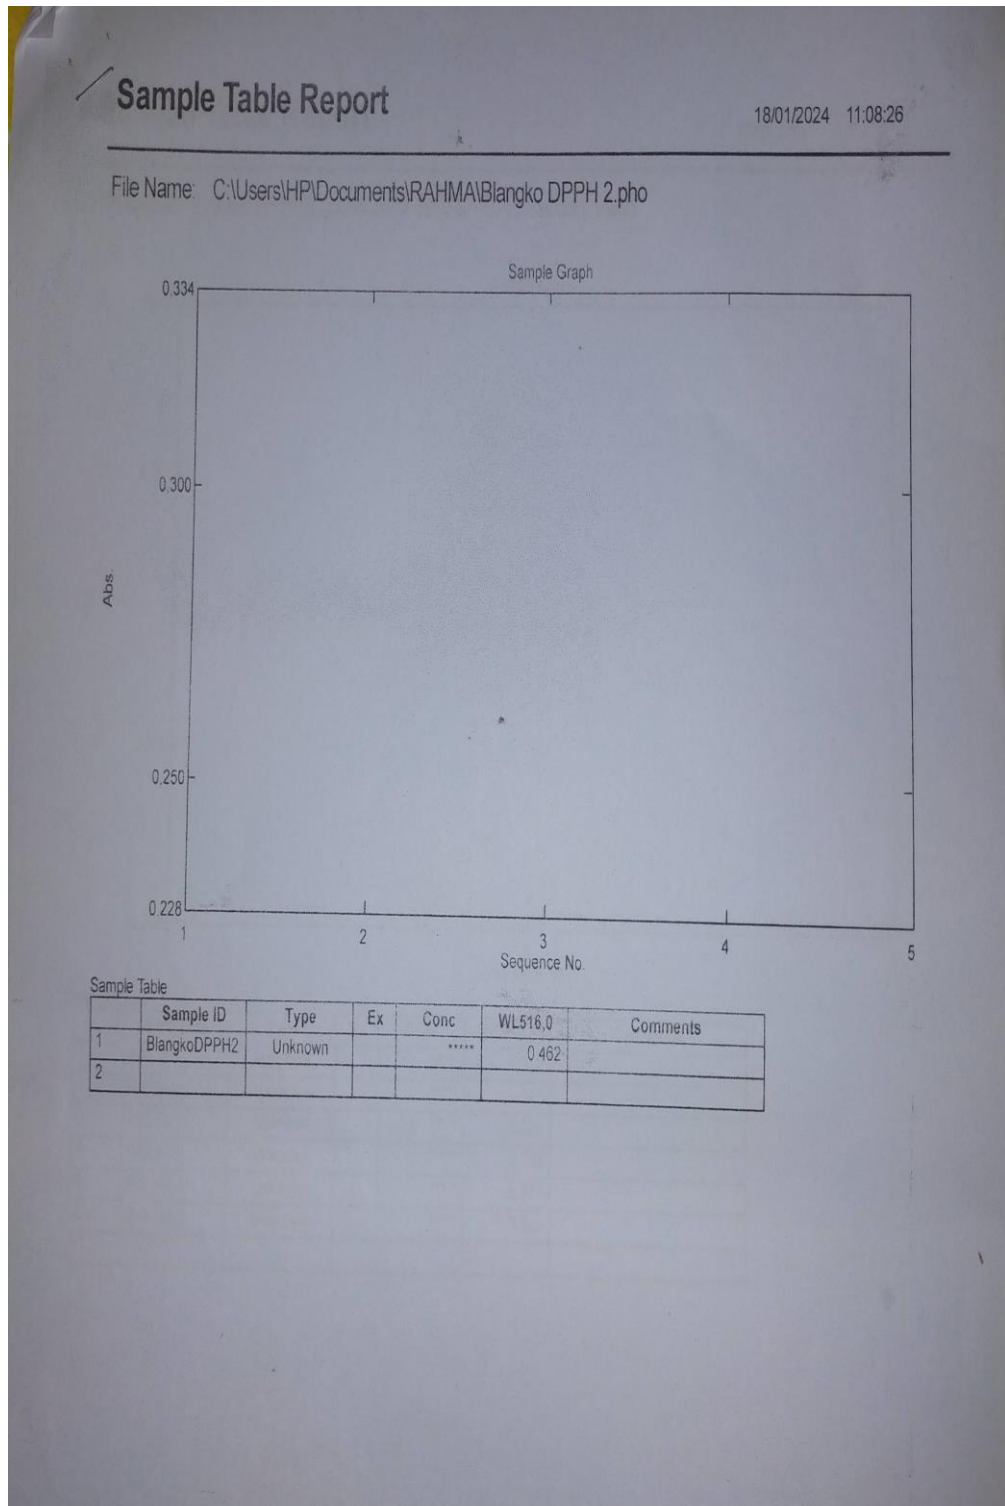 Sample Table Report
18/01/2024 11:08:26
File Name: C:\Users\HP\Documents\RAHMA\Blangko DPPH 2.pho
Sample Graph
0,334
0,300
Abs.
0,250
0.228
1 2 3 4 5
Sequence No.
Sample Table
Sample ID Type Ex Conc WL516,0 Comments
1 BlangkoDPPH2 Unknown ***** 0 462
2